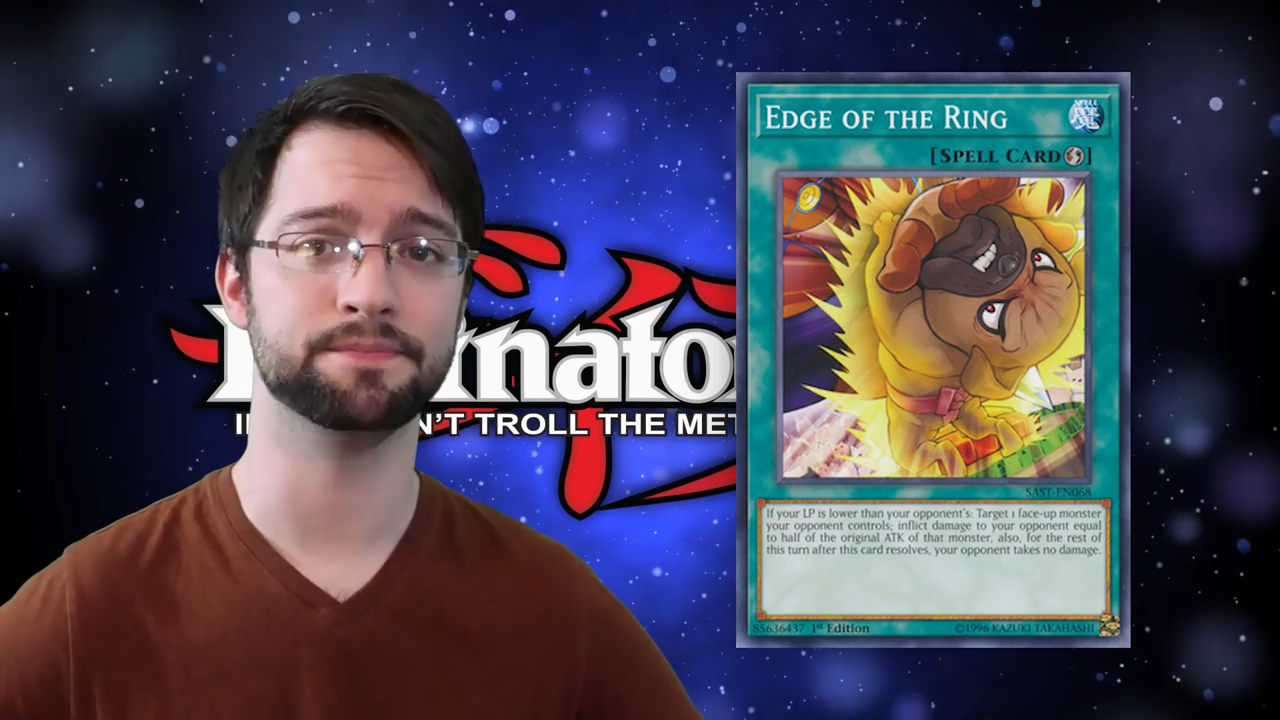 EDGE OF THE RING
[SPELL CARD]
N'T TROLL THE MET
SAST-EN068
If your LP is lower than your opponent's: Target 1 face-up monster
your opponent controls; inflict damage to your opponent equal
to half of the original ATK of that monster, also, for the rest of
this turn after this card resolves, your opponent takes no damage.
85636437 1st Edition ©1996 KAZUKI TAKAHASHI